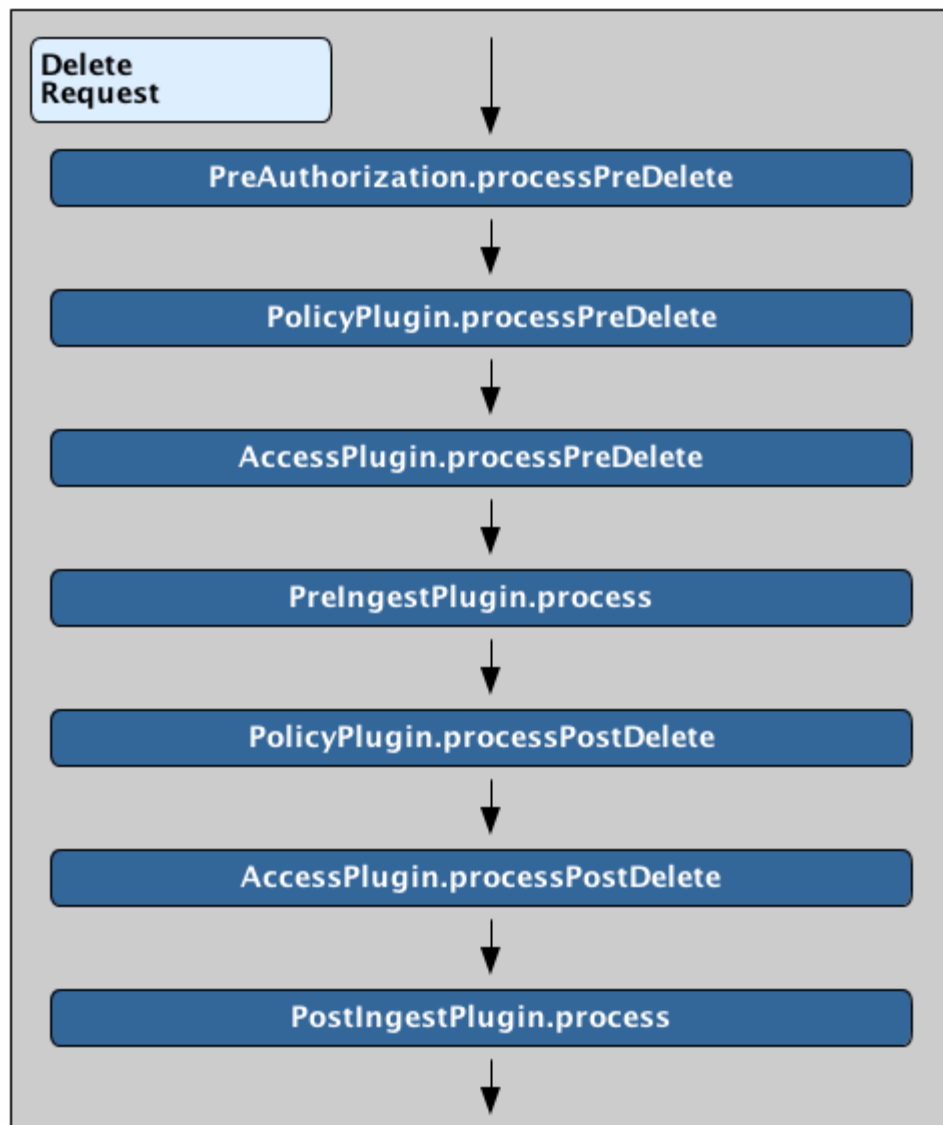 Delete
Request
PreAuthorization.processPreDelete
PolicyPlugin.processPreDelete
AccessPlugin.processPreDelete
PreIngestPlugin.process
PolicyPlugin.processPostDelete
AccessPlugin.processPostDelete
PostIngestPlugin.process